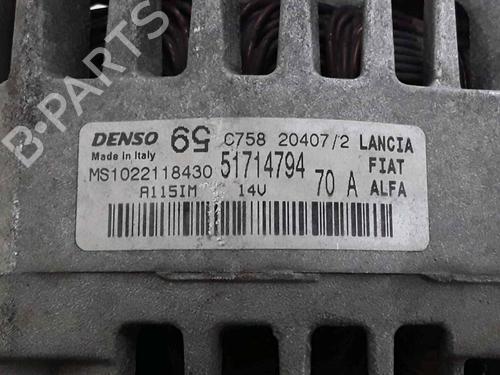 B-PARTS
DENSO 59 C758 20407/2 LANCIA
Made in Italy
MS1022118430 51714794 FIAT
A115IM 14V 70 A ALFA